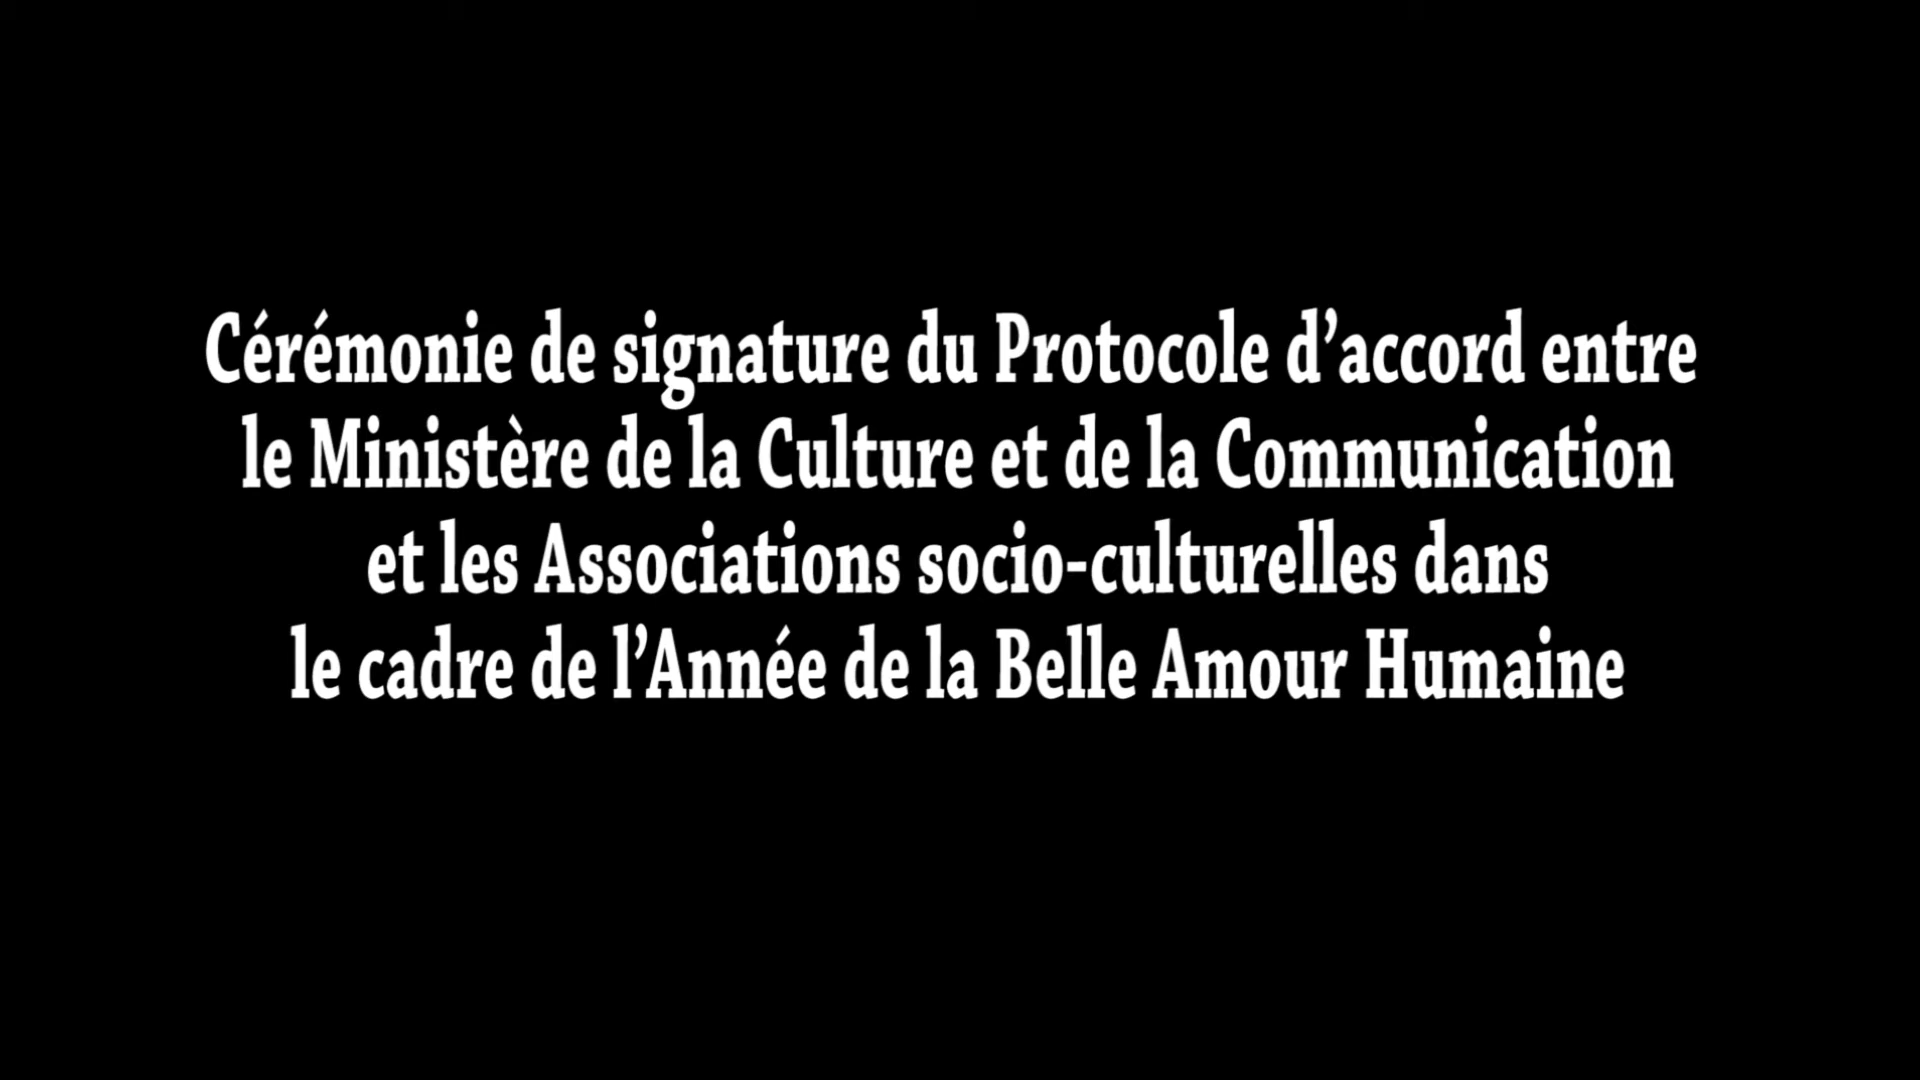 Cérémonie de signature du Protocole d’accord entre
le Ministère de la Culture et de la Communication
et les Associations socio-culturelles dans
le cadre de l’Année de la Belle Amour Humaine